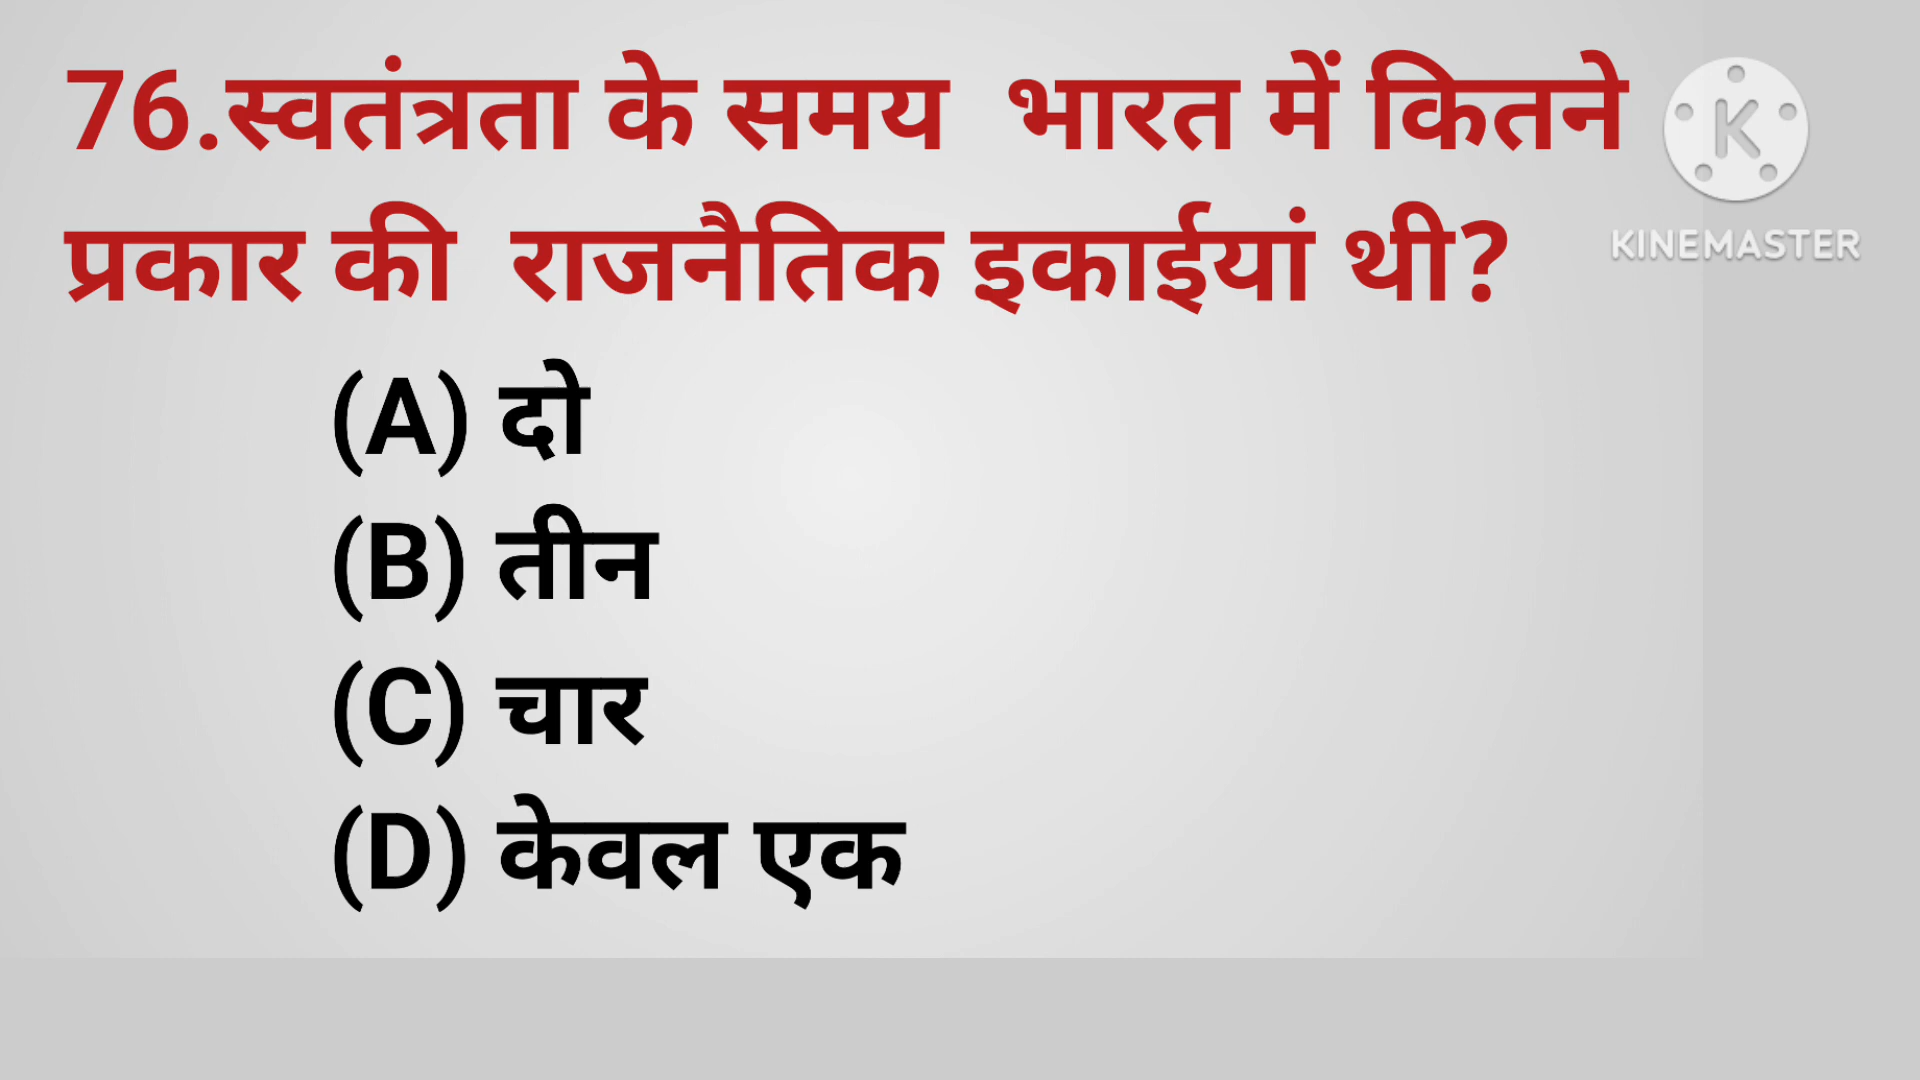 76.स्वतंत्रता के समय भारत में कितने
प्रकार की राजनैतिक इकाईयां थी?
(A) दो
(B) तीन
(C) चार
(D) केवल एक
K
KINEMASTER